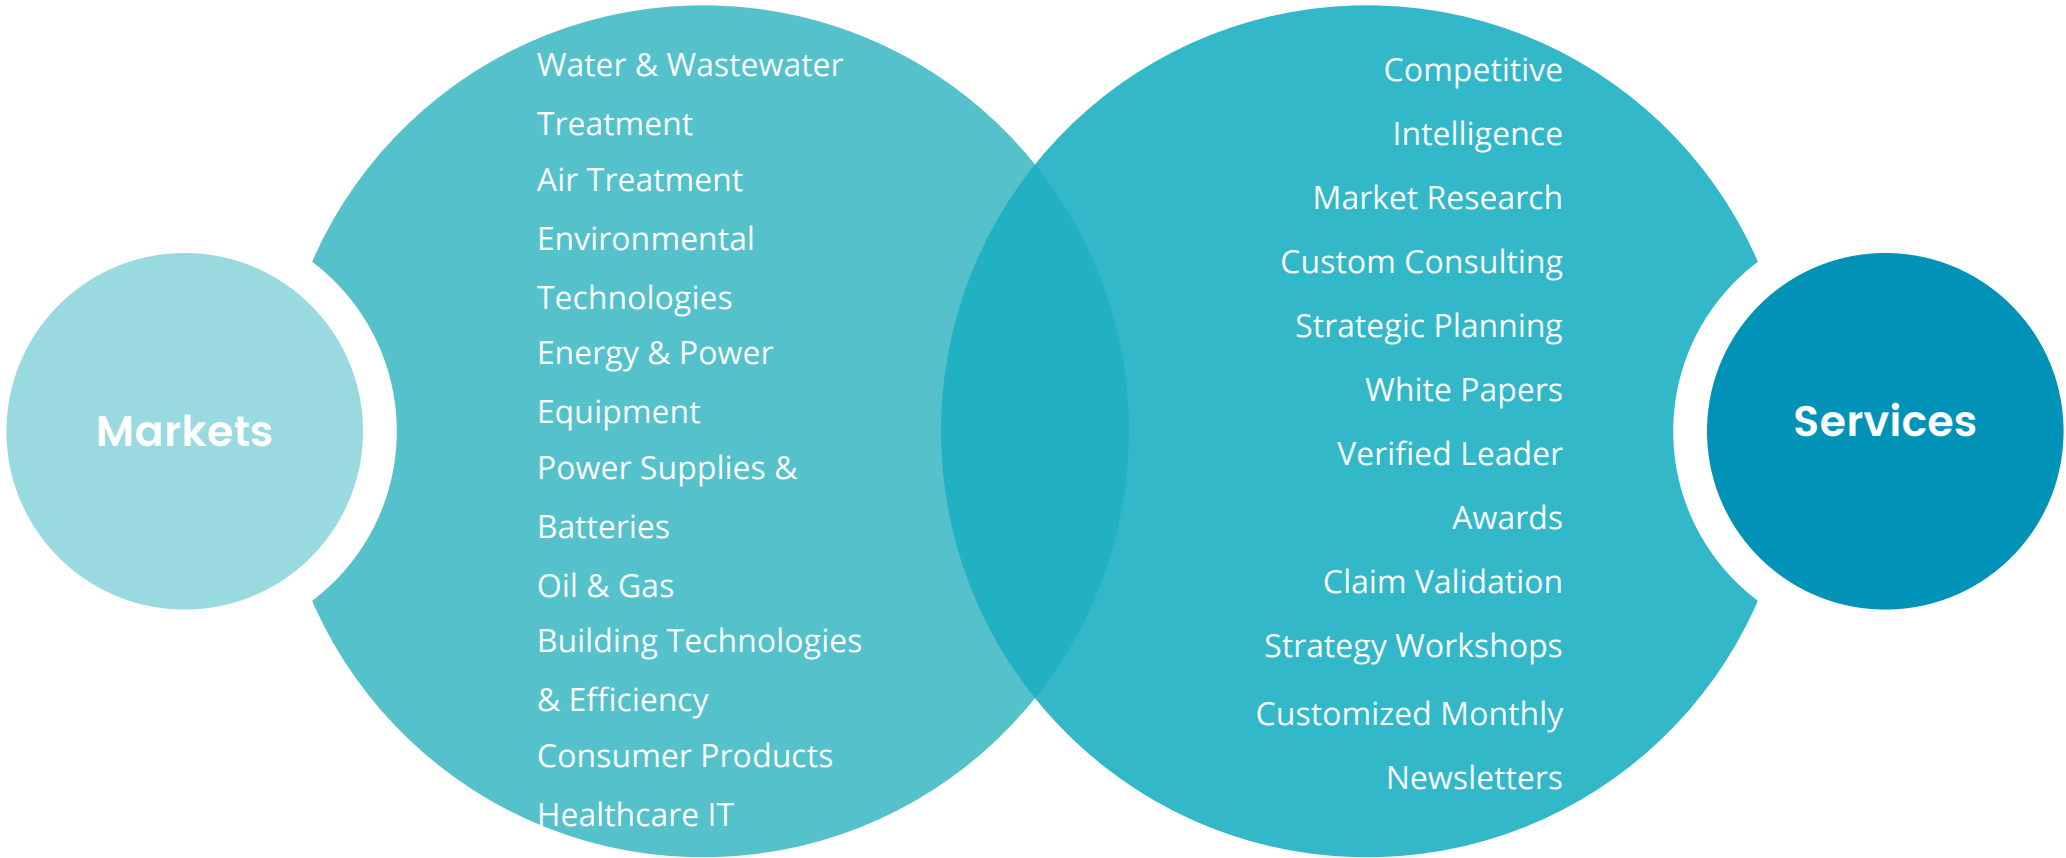 Markets
Water & Wastewater
Treatment
Air Treatment
Environmental
Technologies
Energy & Power
Equipment
Power Supplies &
Batteries
Oil & Gas
Building Technologies
& Efficiency
Consumer Products
Healthcare IT
Competitive
Intelligence
Market Research
Custom Consulting
Strategic Planning
White Papers
Verified Leader
Awards
Claim Validation
Strategy Workshops
Customized Monthly
Newsletters
Services